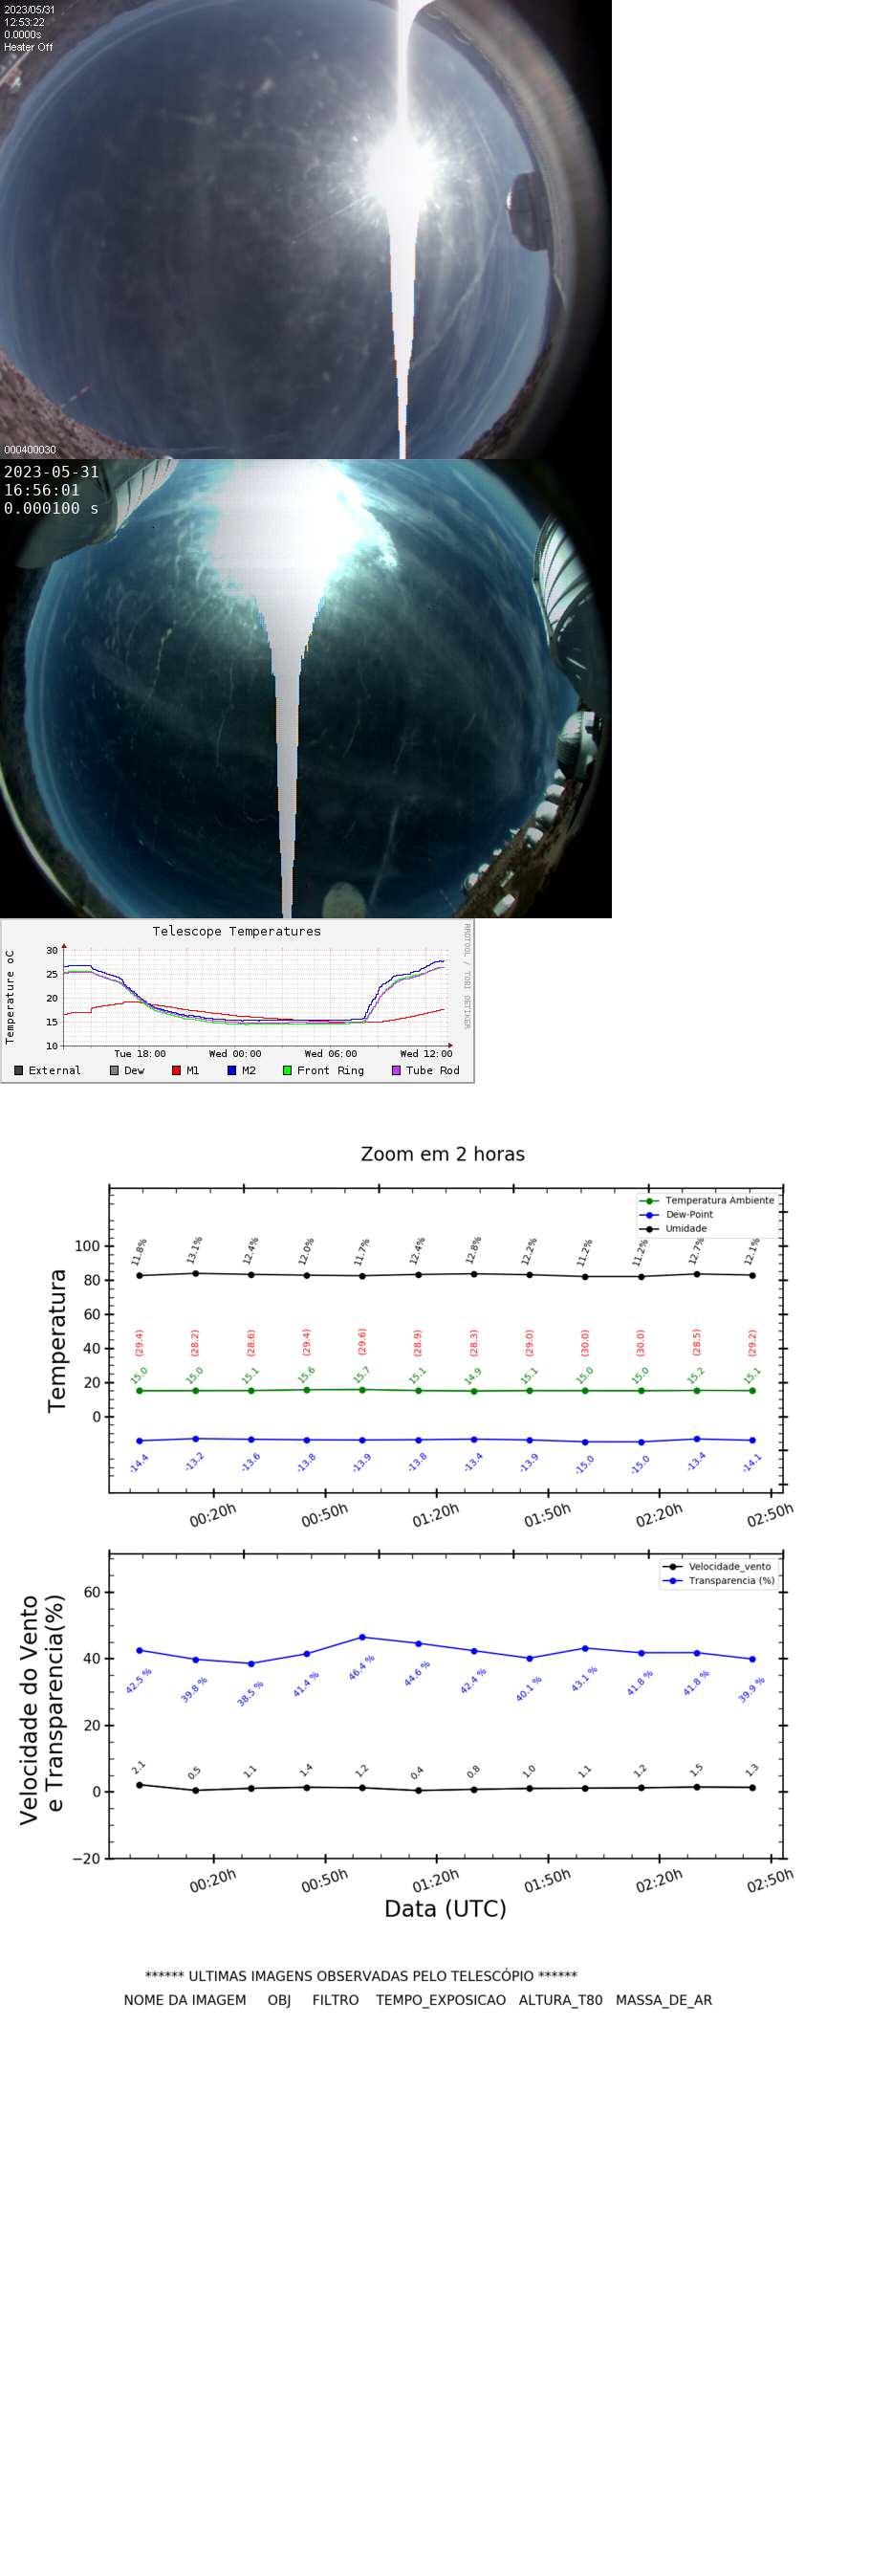 2023/05/31
12:53:22
0.0000s
Heater Off
000400030
2023-05-31
16:56:01
0.000100 s
Telescope Temperatures
RRDTOOL / TOBI OETIKER
Temperature oC
30
25
20
15
10
Tue 18:00 Wed 00:00 Wed 06:00 Wed 12:00
External Dew M1 M2 Front Ring Tube Rod
Zoom em 2 horas
Temperatura Ambiente
Dew-Point
Umidade
Temperatura
100
80
60
40
20
0
11.8% 13.1% 12.4% 12.0% 11.7% 12.4% 12.8% 12.2% 11.2% 11.2% 12.7% 12.1%
(29.4) (28.2) (28.6) (29.4) (29.6) (28.9) (28.3) (29.0) (30.0) (30.0) (28.5) (29.2)
15.0 15.0 15.1 15.6 15.7 15.1 14.9 15.1 15.0 15.0 15.2 15.1
-14.4 -13.2 -13.6 -13.8 -13.9 -13.8 -13.4 -13.9 -15.0 -15.0 -13.4 -14.1
00:20h 00:50h 01:20h 01:50h 02:20h 02:50h
Velocidade_vento
Transparencia (%)
Velocidade do Vento
e Transparencia(%)
60
40
20
0
−20
42.5 % 39.8 % 38.5 % 41.4 % 46.4 % 44.6 % 42.4 % 40.1 % 43.1 % 41.8 % 41.8 % 39.9 %
2.1 0.5 1.1 1.4 1.2 0.4 0.8 1.0 1.1 1.2 1.5 1.3
00:20h 00:50h 01:20h 01:50h 02:20h 02:50h
Data (UTC)
****** ULTIMAS IMAGENS OBSERVADAS PELO TELESCÓPIO ******
NOME DA IMAGEM OBJ FILTRO TEMPO_EXPOSICAO ALTURA_T80 MASSA_DE_AR